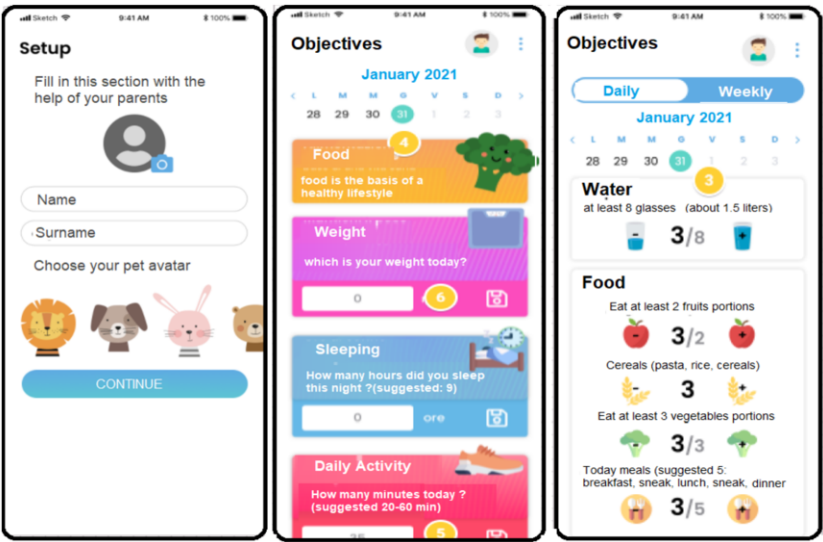 Sketch 9:41 AM 100%
Setup
Fill in this section with the
help of your parents
Name
Surname
Choose your pet avatar
CONTINUE
Sketch 9:41 AM 100%
Objectives
January 2021
< L M M G V S D >
28 29 30 31 1 2 3
4
Food
food is the basis of a
healthy lifestyle
Weight
which is your weight today?
0
6
Sleeping
How many hours did you sleep
this night ?(suggested: 9)
0 ore
Daily Activity
How many minutes today ?
(suggested 20-60 min)
5
Sketch 9:41 AM 100%
Objectives
Daily Weekly
January 2021
< L M M G V S D >
28 29 30 31 1 2 3
3
Water
at least 8 glasses (about 1.5 liters)
- 3/8 +
Food
Eat at least 2 fruits portions
- 3/2 +
Cereals (pasta, rice, cereals)
- 3 +
Eat at least 3 vegetables portions
- 3/3 +
Today meals (suggested 5:
breakfast, sneak, lunch, sneak, dinner
- 3/5 +